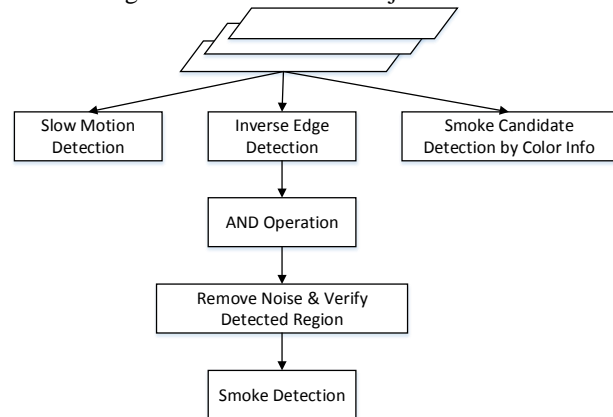 Slow Motion
Detection
Inverse Edge
Detection
Smoke Candidate
Detection by Color Info
AND Operation
Remove Noise & Verify
Detected Region
Smoke Detection